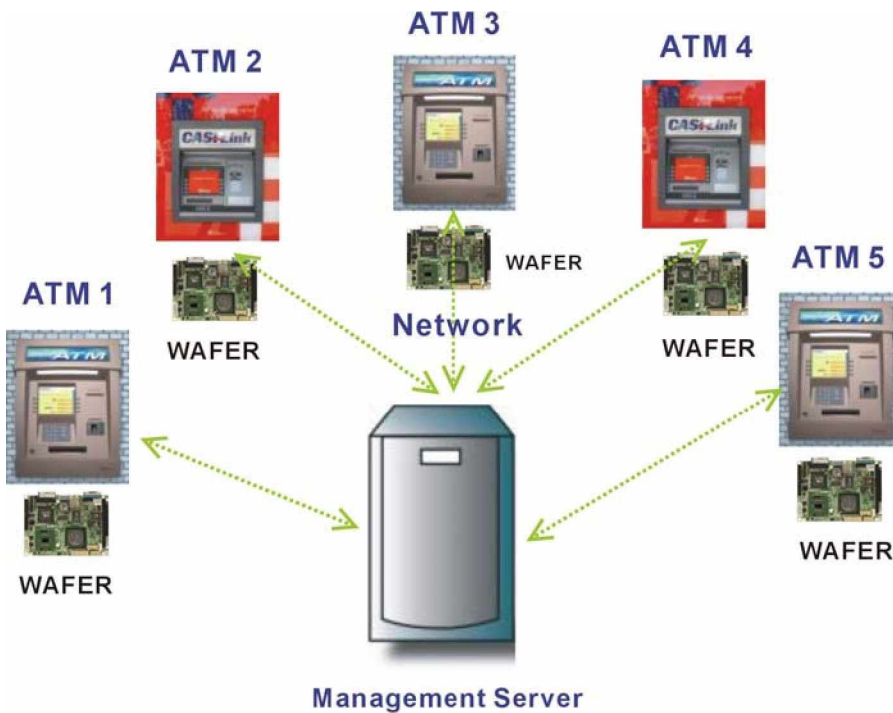 ATM 3
ATM 2
ATM 4
ATM
CASHLink
CASHLink
WAFER
ATM 1
ATM 5
WAFER
Network
WAFER
ATM
ATM
WAFER
WAFER
Management Server